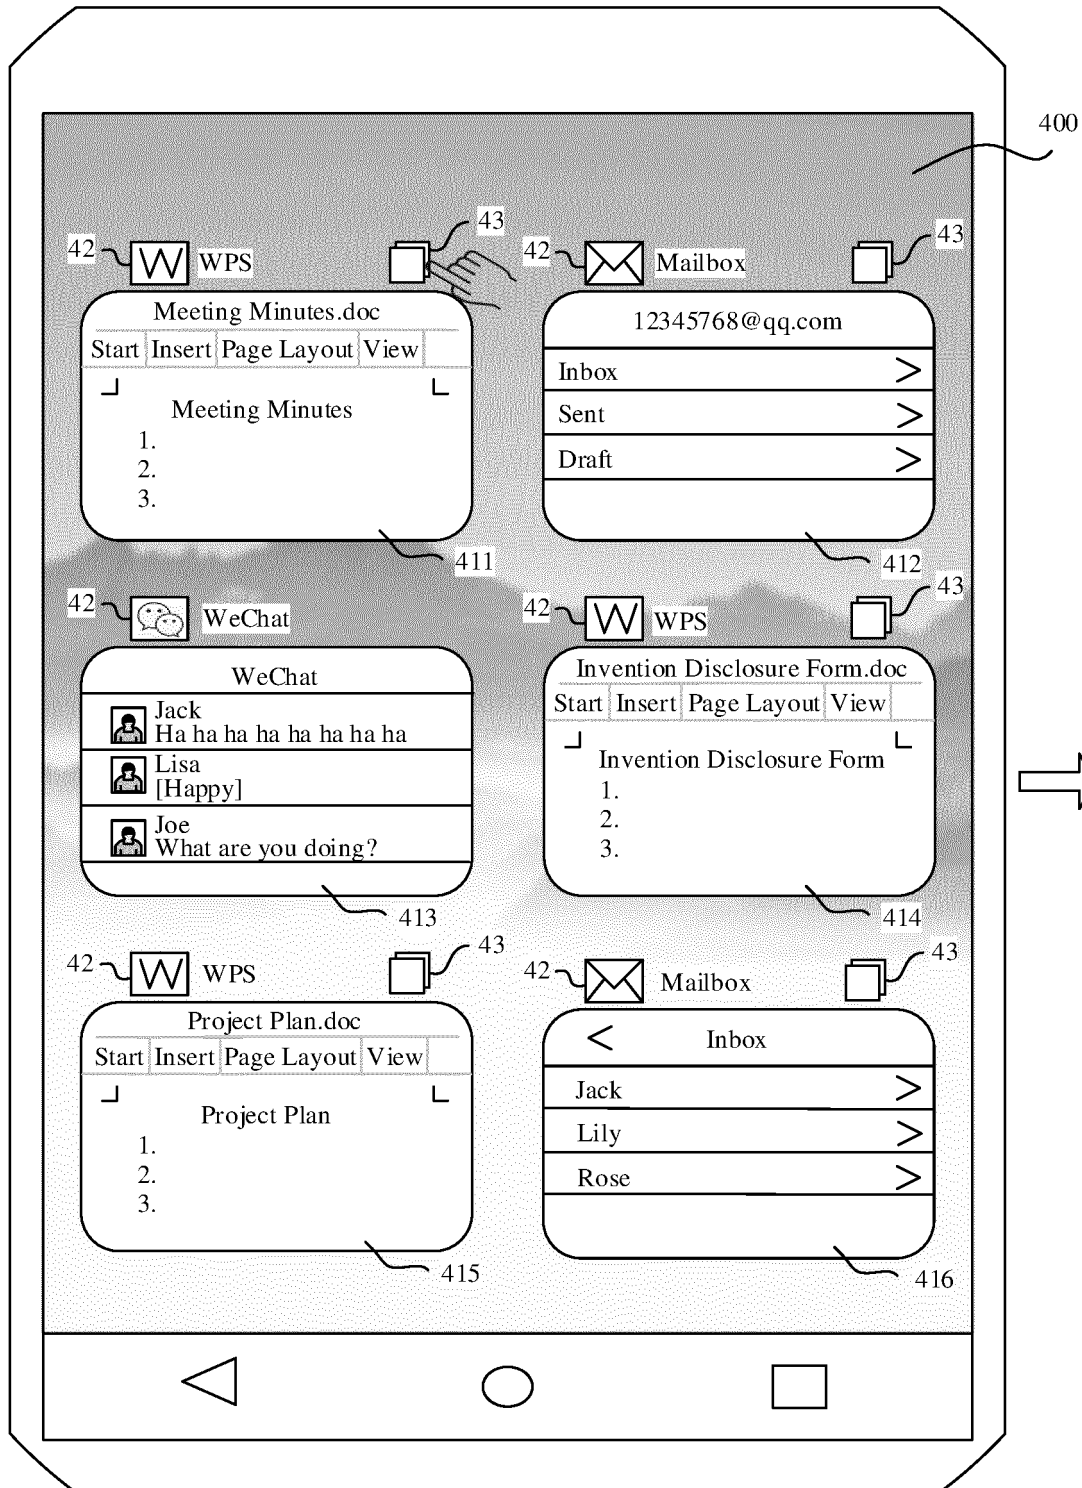 400
42 WPS 43
42 Mailbox 43
Meeting Minutes.doc
Start Insert Page Layout View
Meeting Minutes
1.
2.
3.
411
12345768@qq.com
Inbox >
Sent >
Draft >
412
42 WeChat
WeChat
Jack
Ha ha ha ha ha ha ha ha
Lisa
[Happy]
Joe
What are you doing?
413
42 WPS 43
Invention Disclosure Form.doc
Start Insert Page Layout View
Invention Disclosure Form
1.
2.
3.
414
42 WPS 43
Project Plan.doc
Start Insert Page Layout View
Project Plan
1.
2.
3.
415
42 Mailbox 43
< Inbox
Jack >
Lily >
Rose >
416